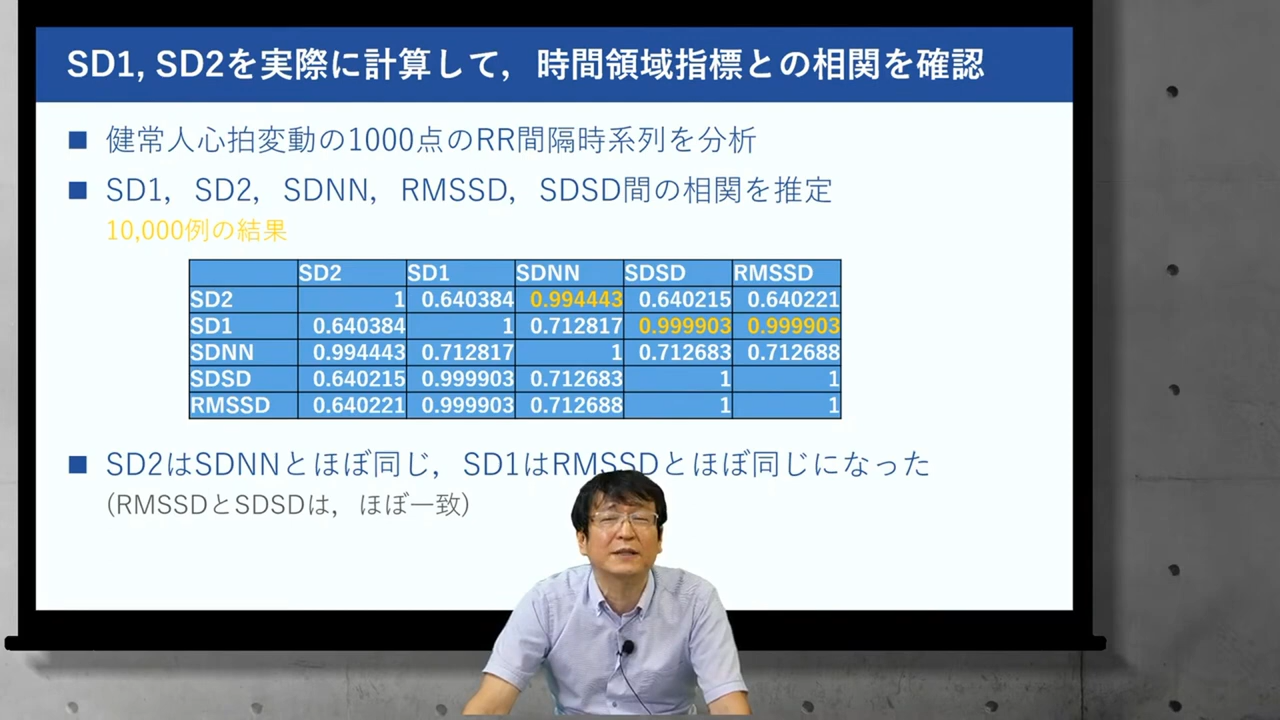 SD1, SD2を実際に計算して，時間領域指標との相関を確認
■ 健常人心拍変動の1000点のRR間隔時系列を分析
■ SD1，SD2，SDNN，RMSSD，SDSD間の相関を推定
10,000例の結果
SD2 SD1 SDNN SDSD RMSSD
SD2 1 0.640384 0.994443 0.640215 0.640221
SD1 0.640384 1 0.712817 0.999903 0.999903
SDNN 0.994443 0.712817 1 0.712683 0.712688
SDSD 0.640215 0.999903 0.712683 1 1
RMSSD 0.640221 0.999903 0.712688 1 1
■ SD2はSDNNとほぼ同じ，SD1はRMSSDとほぼ同じになった
(RMSSDとSDSDは，ほぼ一致)